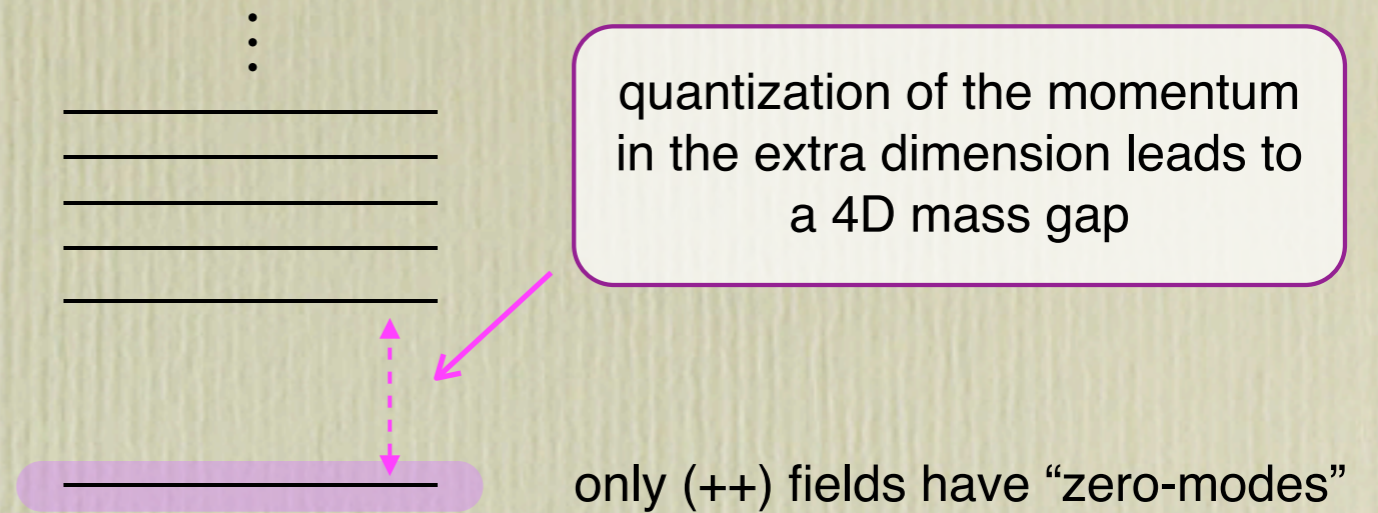 quantization of the momentum
in the extra dimension leads to
a 4D mass gap
only (++) fields have “zero-modes”